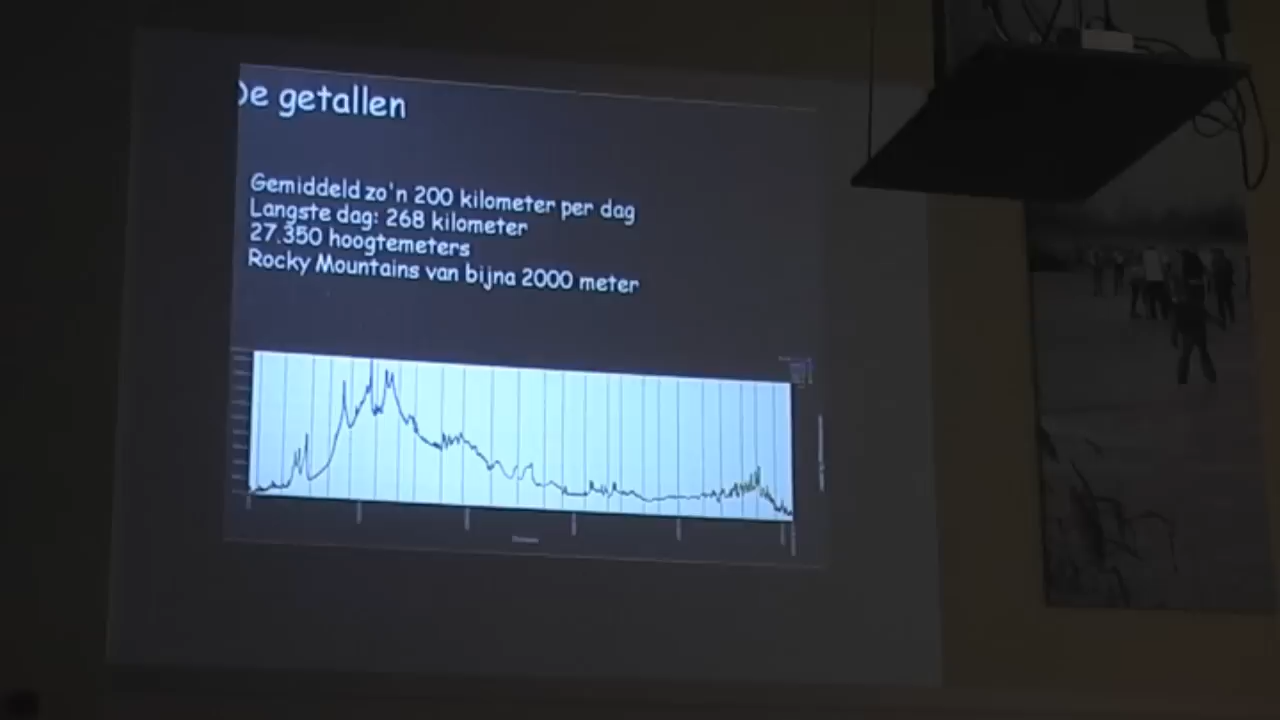 De getallen
Gemiddeld zo'n 200 kilometer per dag
Langste dag: 268 kilometer
27.350 hoogtemeters
Rocky Mountains van bijna 2000 meter